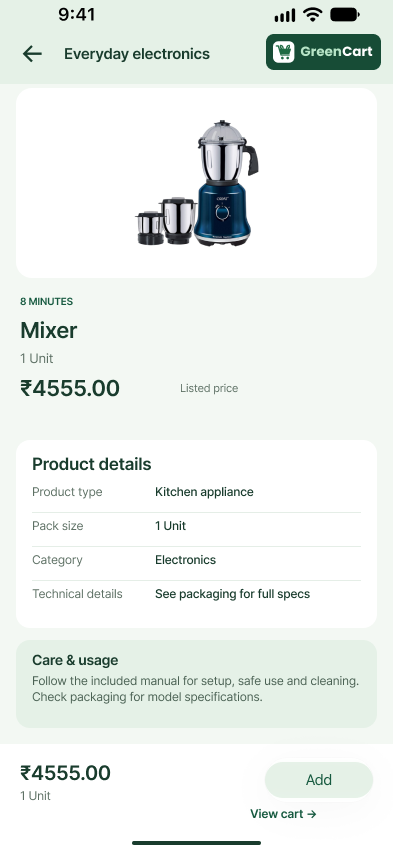 9:41
Everyday electronics
GreenCart
8 MINUTES
Mixer
1 Unit
₹4555.00 Listed price
Product details
Product type Kitchen appliance
Pack size 1 Unit
Category Electronics
Technical details See packaging for full specs
Care & usage
Follow the included manual for setup, safe use and cleaning.
Check packaging for model specifications.
₹4555.00
Add
1 Unit
View cart →